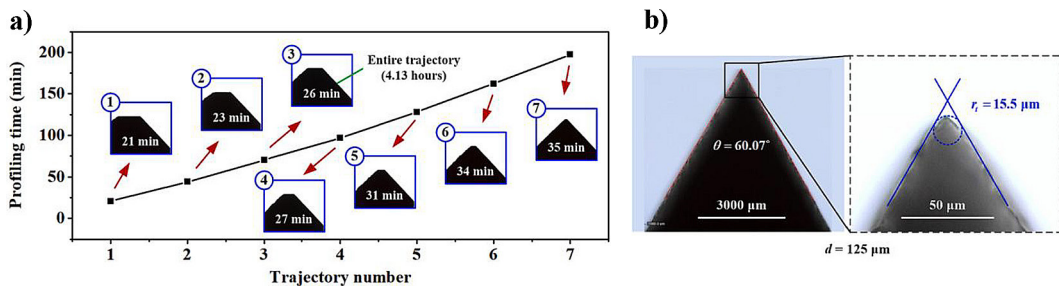 a)
Profiling time (min)
200
150
100
50
0
1
21 min
2
23 min
3
26 min
Entire trajectory
(4.13 hours)
4
27 min
5
31 min
6
34 min
7
35 min
1 2 3 4 5 6 7
Trajectory number
b)
θ = 60.07°
3000 μm
rₜ = 15.5 μm
50 μm
d = 125 μm